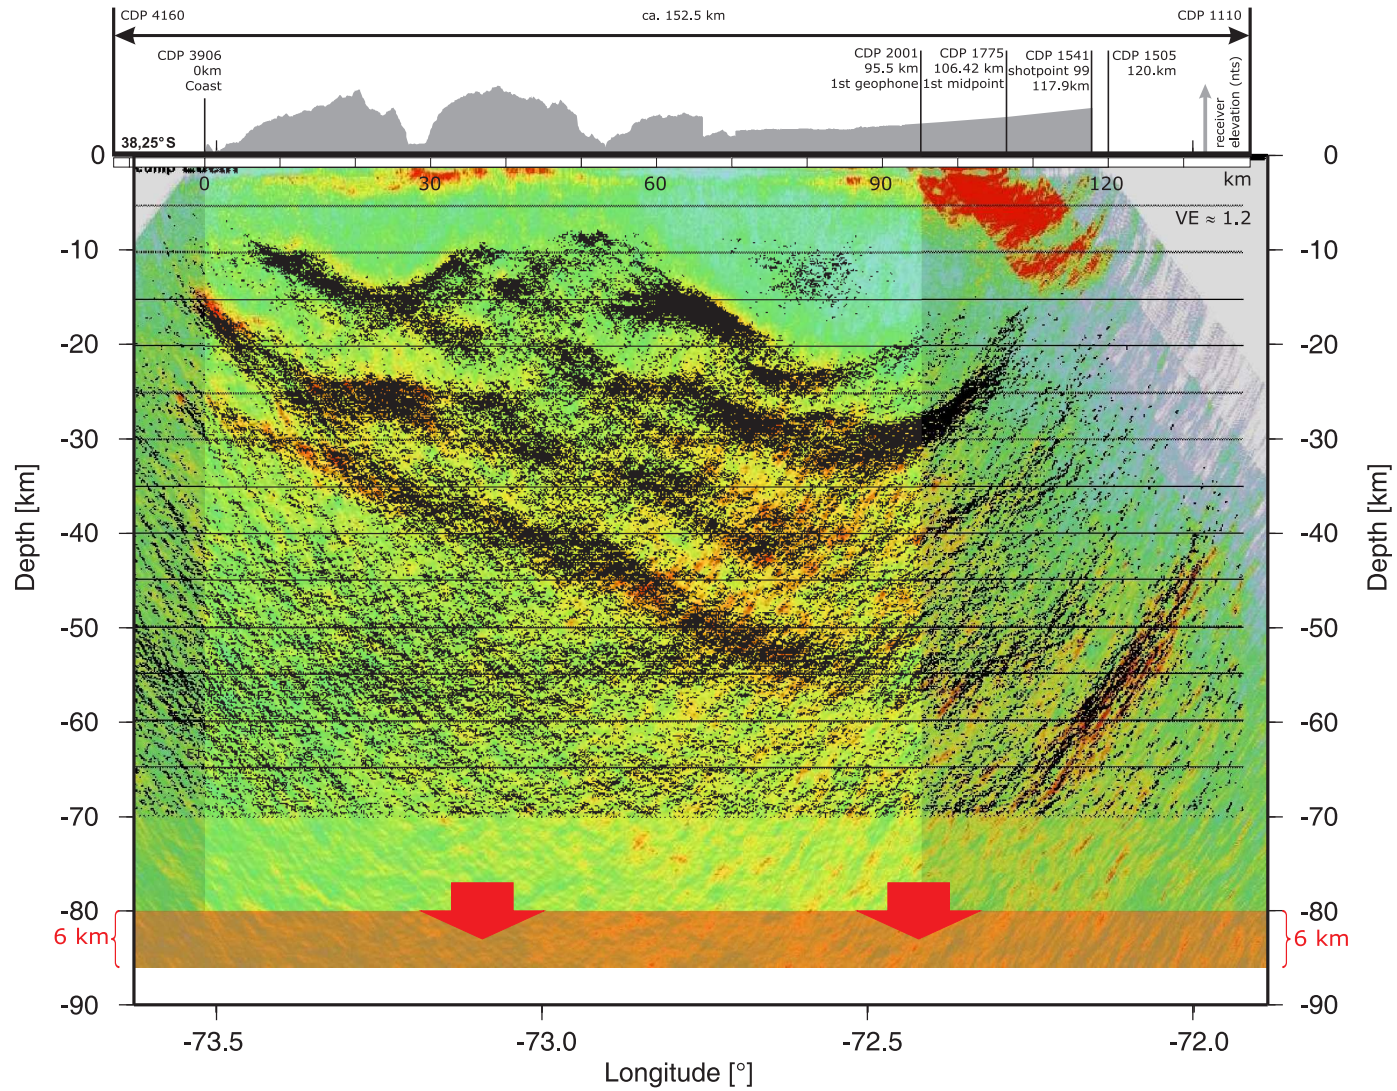 CDP 4160
ca. 152.5 km
CDP 1110
CDP 3906
0km
Coast
CDP 2001
95.5 km
1st geophone
CDP 1775
106.42 km
1st midpoint
CDP 1541
shotpoint 99
117.9km
CDP 1505
120.km
receiver
elevation (nts)
38,25°S
0
0
0 30 60 90 120 km
VE ≈ 1.2
-10
-20
-30
-40
-50
-60
-70
-80
-90
-10
-20
-30
-40
-50
-60
-70
-80
-90
Depth [km]
Depth [km]
6 km
6 km
-73.5 -73.0 -72.5 -72.0
Longitude [°]